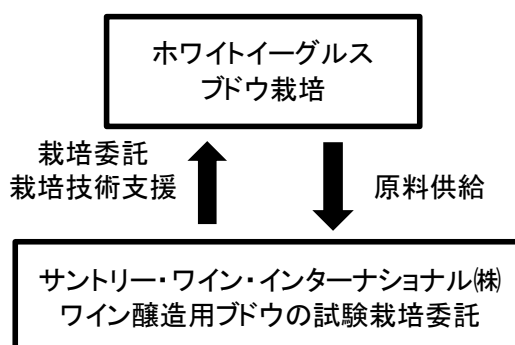 ホワイトイーグルス
ブドウ栽培
栽培委託
栽培技術支援
原料供給
サントリー・ワイン・インターナショナル㈱
ワイン醸造用ブドウの試験栽培委託